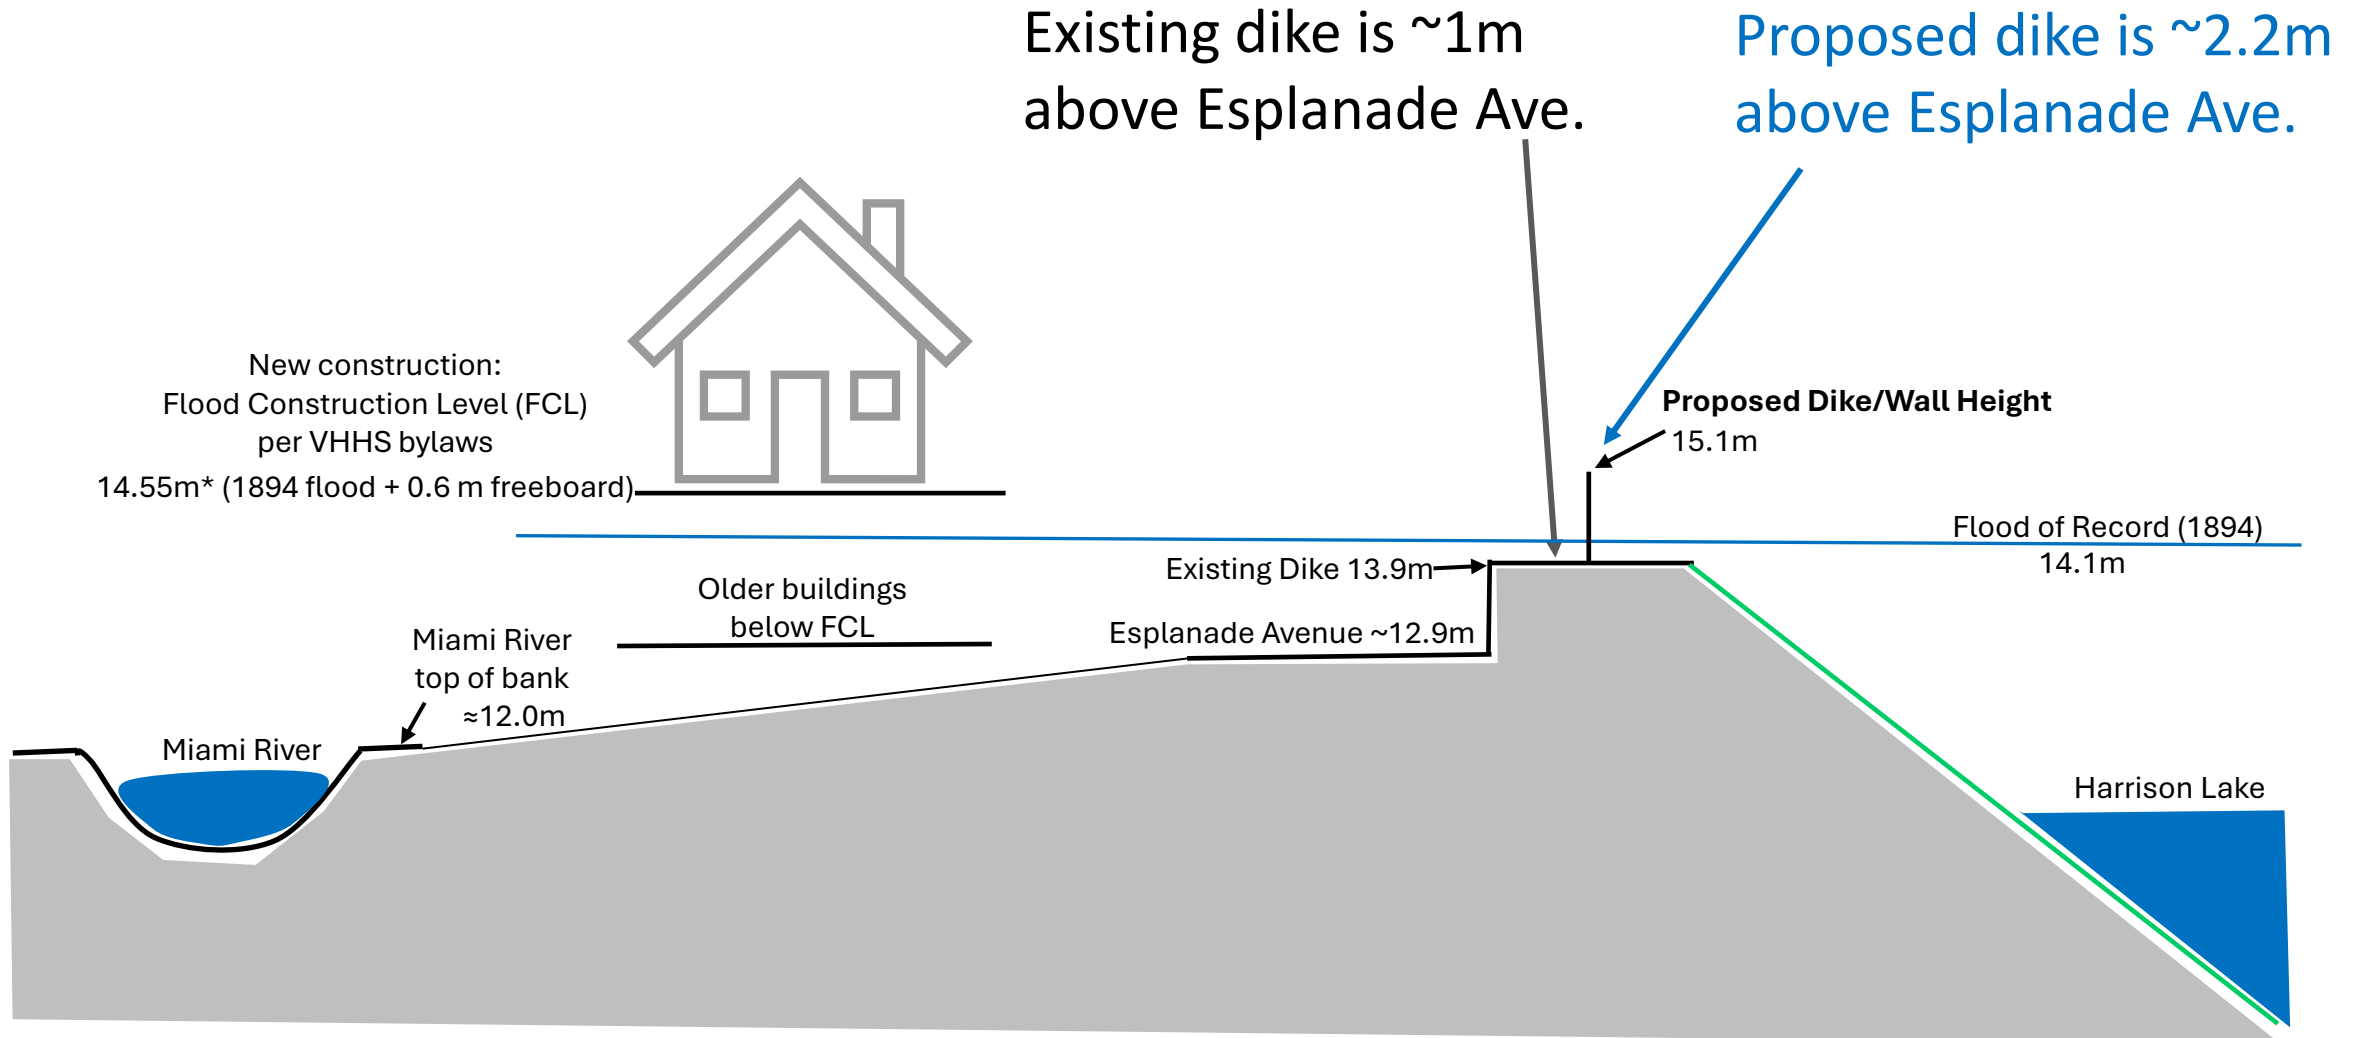 Existing dike is ~1m
above Esplanade Ave.
Proposed dike is ~2.2m
above Esplanade Ave.
New construction:
Flood Construction Level (FCL)
per VHHS bylaws
14.55m* (1894 flood + 0.6 m freeboard)
Proposed Dike/Wall Height
15.1m
Flood of Record (1894)
14.1m
Existing Dike 13.9m
Older buildings
below FCL
Esplanade Avenue ~12.9m
Miami River
top of bank
≈12.0m
Miami River
Harrison Lake